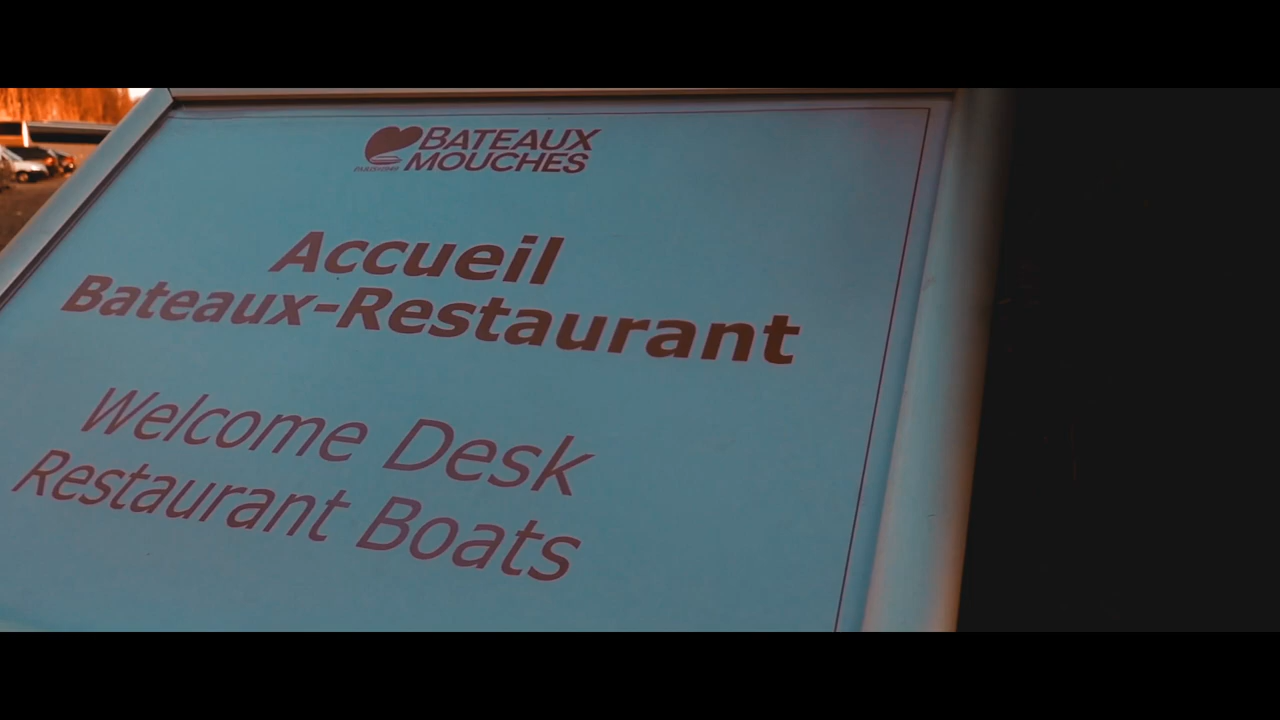 BATEAUX
MOUCHES
Accueil
Bateaux-Restaurant
Welcome Desk
Restaurant Boats